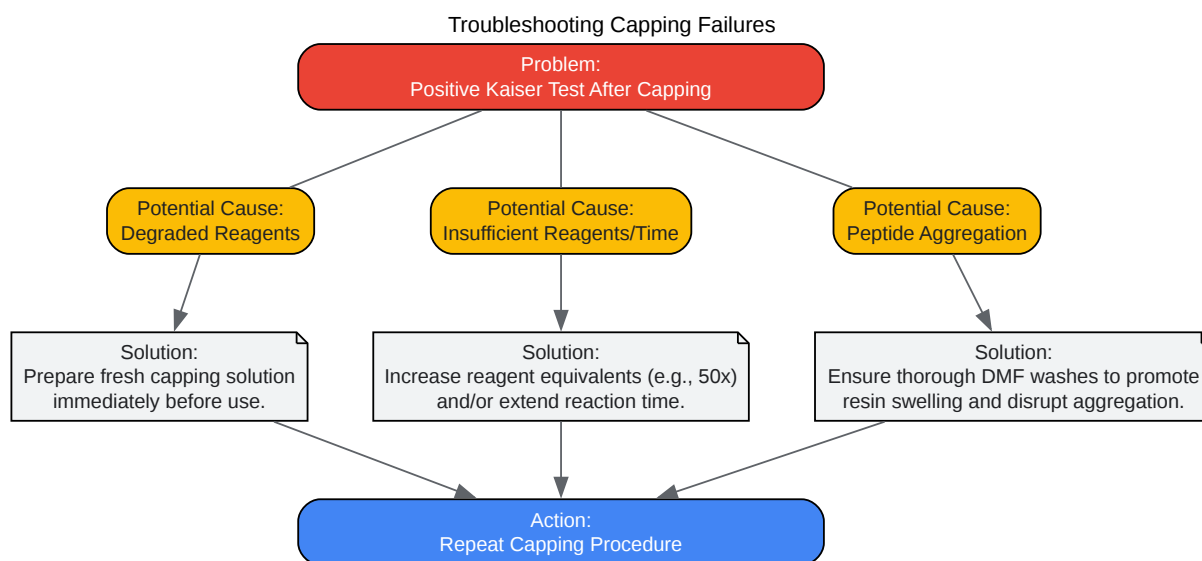 Troubleshooting Capping Failures
Problem:
Positive Kaiser Test After Capping
Potential Cause:
Degraded Reagents
Potential Cause:
Insufficient Reagents/Time
Potential Cause:
Peptide Aggregation
Solution:
Prepare fresh capping solution
immediately before use.
Solution:
Increase reagent equivalents (e.g., 50x)
and/or extend reaction time.
Solution:
Ensure thorough DMF washes to promote
resin swelling and disrupt aggregation.
Action:
Repeat Capping Procedure